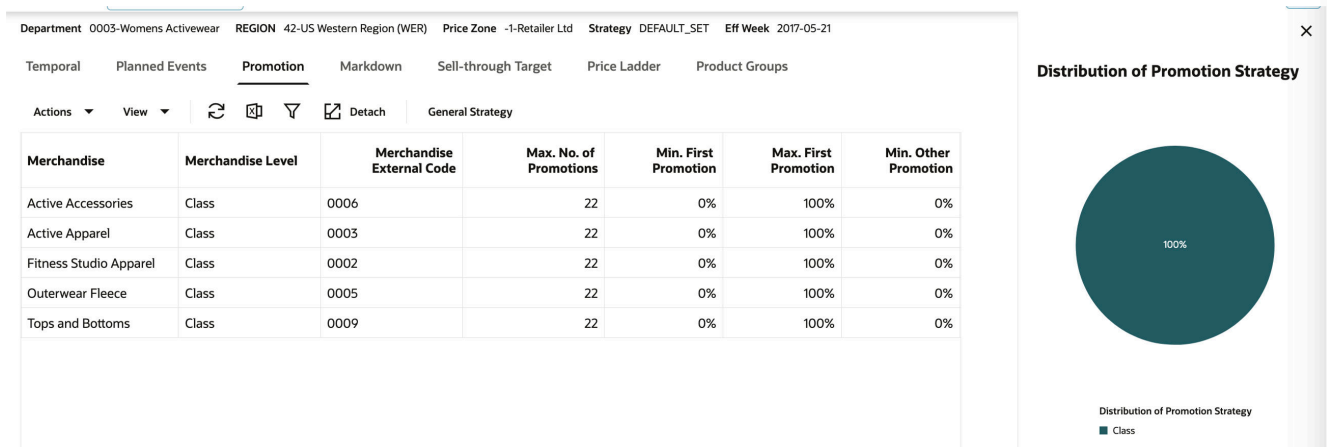 Department 0003-Womens Activewear REGION 42-US Western Region (WER) Price Zone -1-Retailer Ltd Strategy DEFAULT_SET Eff Week 2017-05-21
Temporal Planned Events Promotion Markdown Sell-through Target Price Ladder Product Groups
Actions View Detach General Strategy
Merchandise Merchandise Level Merchandise External Code Max. No. of Promotions Min. First Promotion Max. First Promotion Min. Other Promotion
Active Accessories Class 0006 22 0% 100% 0%
Active Apparel Class 0003 22 0% 100% 0%
Fitness Studio Apparel Class 0002 22 0% 100% 0%
Outerwear Fleece Class 0005 22 0% 100% 0%
Tops and Bottoms Class 0009 22 0% 100% 0%
Distribution of Promotion Strategy
100%
Distribution of Promotion Strategy
Class